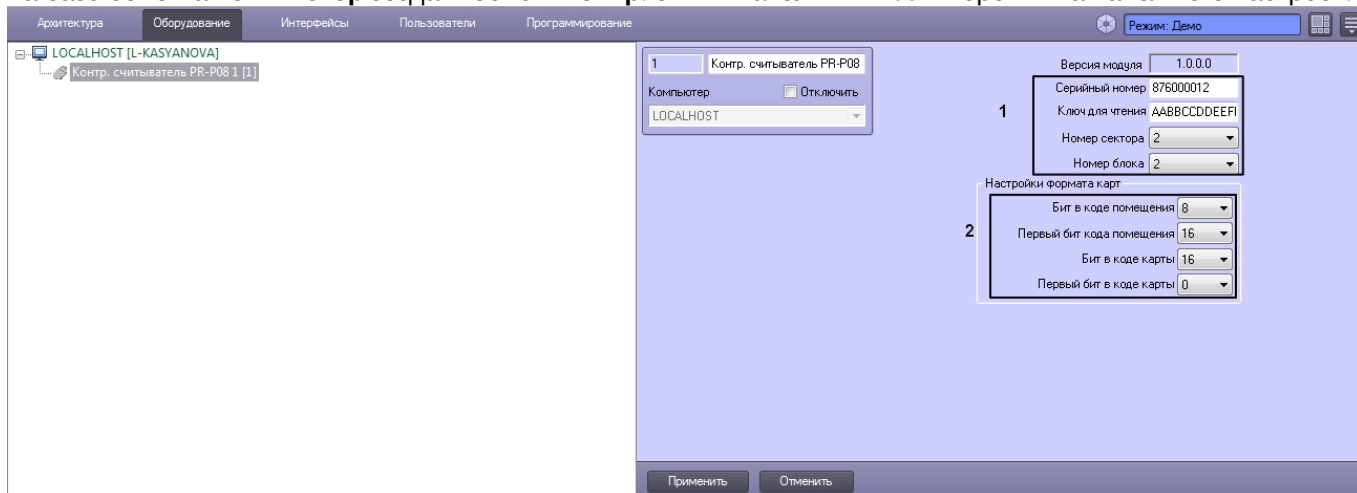 Архитектура Оборудование Интерфейсы Пользователи Программирование Режим: Демо
LOCALHOST [L-KASYANOVA]
Контр. считыватель PR-P08 1 [1]
1 Контр. считыватель PR-P08
Компьютер Отключить
LOCALHOST
Версия модуля 1.0.0.0
1
Серийный номер 876000012
Ключ для чтения AABBCCDDEEF
Номер сектора 2
Номер блока 2
Настройки формата карт
2
Бит в коде помещения 8
Первый бит кода помещения 16
Бит в коде карты 16
Первый бит в коде карты 0
Применить Отменить